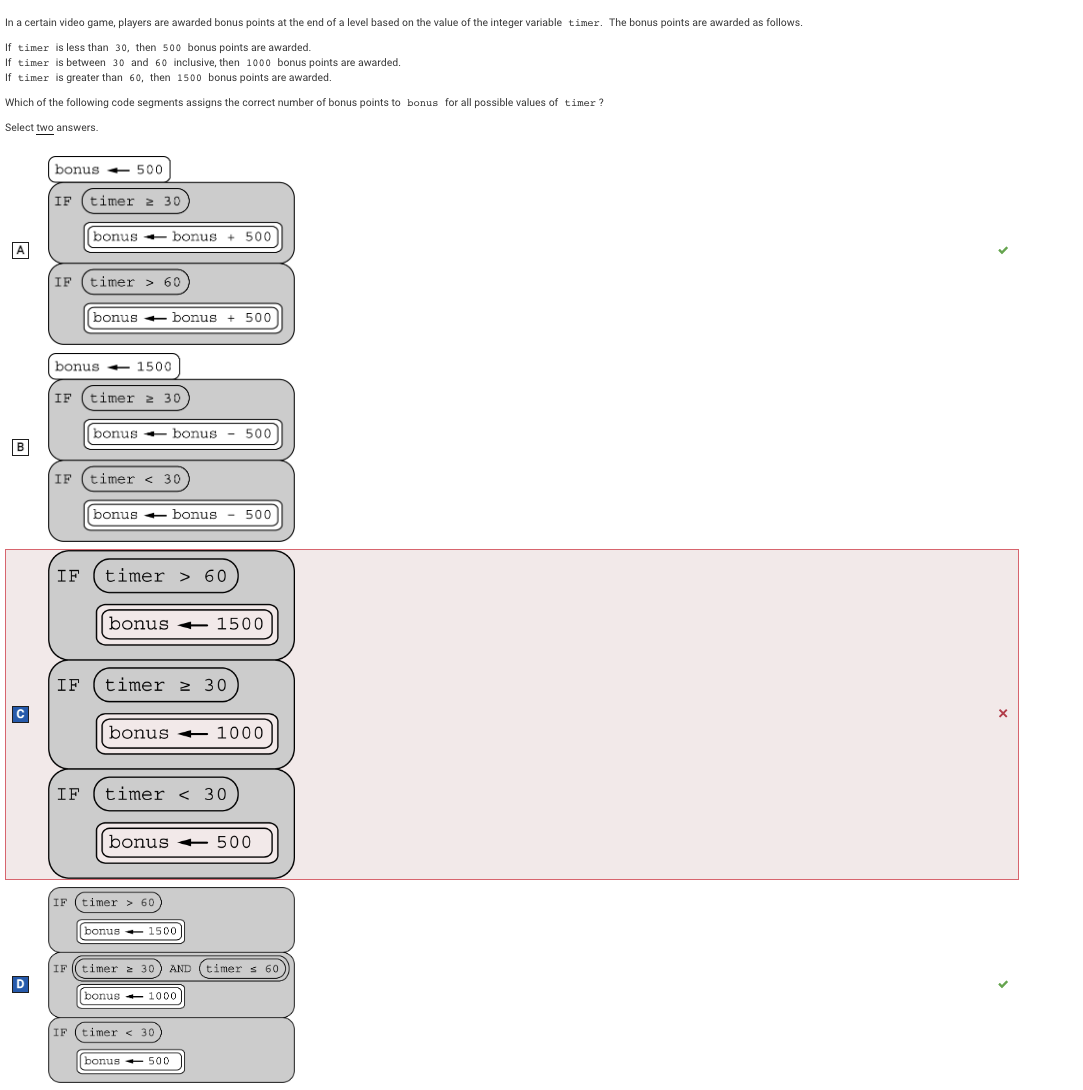 In a certain video game, players are awarded bonus points at the end of a level based on the value of the integer variable timer. The bonus points are awarded as follows.
If timer is less than 30, then 500 bonus points are awarded.
If timer is between 30 and 60 inclusive, then 1000 bonus points are awarded.
If timer is greater than 60, then 1500 bonus points are awarded.
Which of the following code segments assigns the correct number of bonus points to bonus for all possible values of timer?
Select two answers.
A
bonus ← 500
IF timer ≥ 30
bonus ← bonus + 500
IF timer > 60
bonus ← bonus + 500
B
bonus ← 1500
IF timer ≥ 30
bonus ← bonus - 500
IF timer < 30
bonus ← bonus - 500
C
IF timer > 60
bonus ← 1500
IF timer ≥ 30
bonus ← 1000
IF timer < 30
bonus ← 500
D
IF timer > 60
bonus ← 1500
IF timer ≥ 30 AND timer ≤ 60
bonus ← 1000
IF timer < 30
bonus ← 500